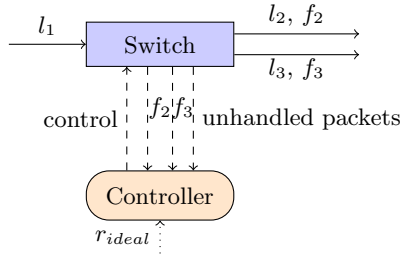 l₁
l₂, f₂
Switch
l₃, f₃
control
f₂
f₃
unhandled packets
Controller
r_ideal